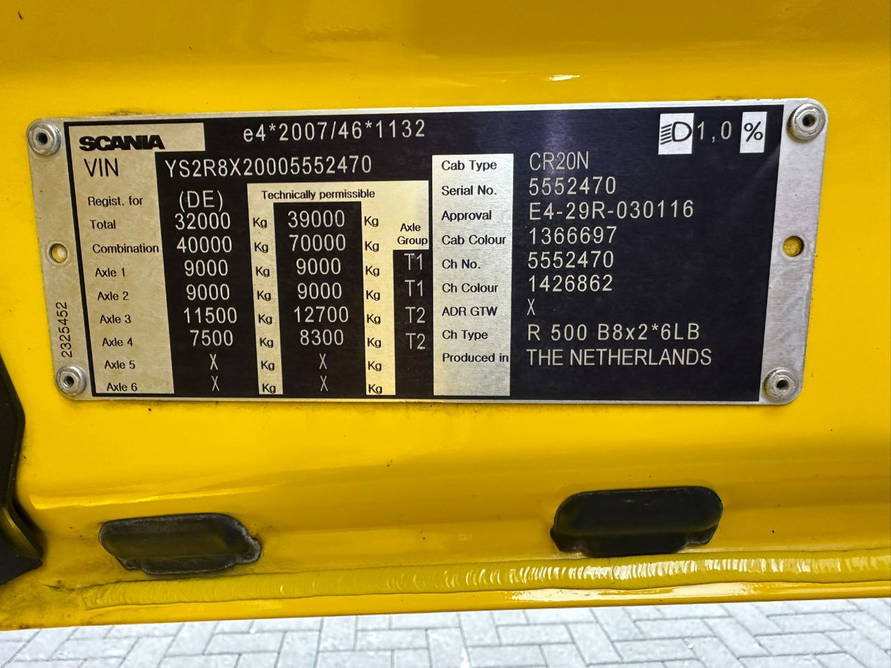 SCANIA e4*2007/46*1132 1,0 %
VIN YS2R8X20005552470
Regist. for (DE) Technically permissible
Axle Group
Total 32000 Kg 39000 Kg
Combination 40000 Kg 70000 Kg
Axle 1 9000 Kg 9000 Kg T1
Axle 2 9000 Kg 9000 Kg T1
Axle 3 11500 Kg 12700 Kg T2
Axle 4 7500 Kg 8300 Kg T2
Axle 5 X Kg X Kg
Axle 6 X Kg X Kg
Cab Type CR20N
Serial No. 5552470
Approval E4-29R-030116
Cab Colour 1366697
Ch No. 5552470
Ch Colour 1426862
ADR GTW X
Ch Type R 500 B8x2*6LB
Produced in THE NETHERLANDS
2325452